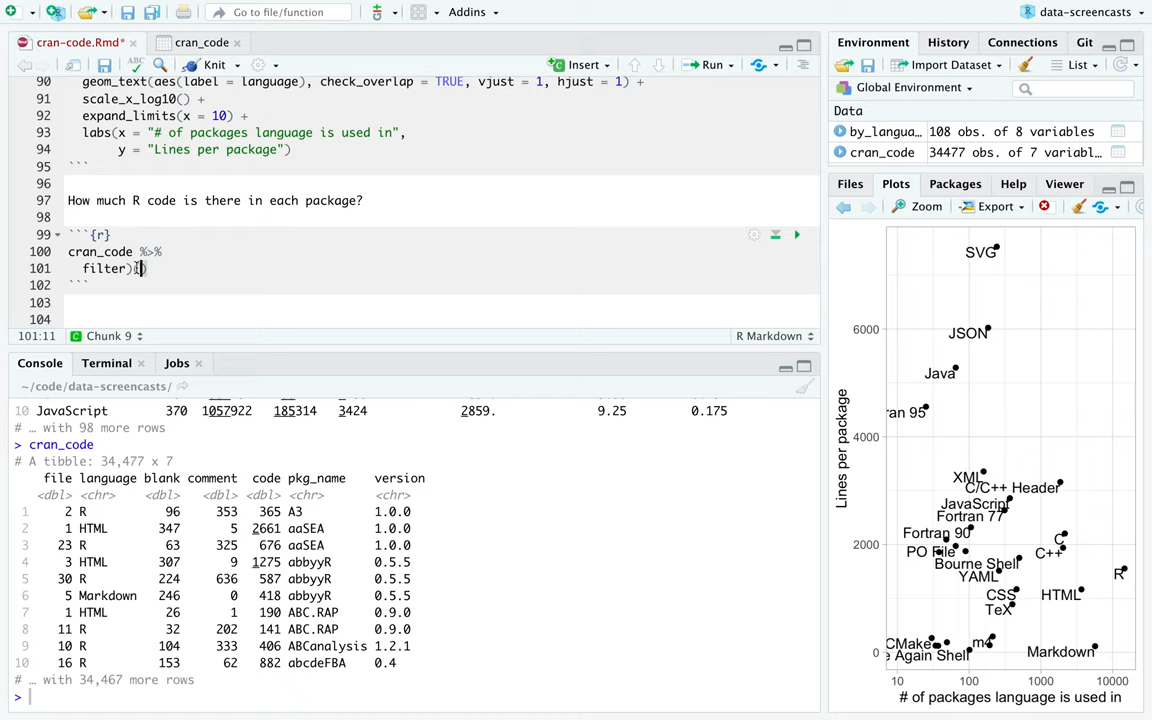 Go to file/function
Addins
data-screencasts
cran-code.Rmd*
cran_code
ABC
Knit
Insert
Run
90 geom_text(aes(label = language), check_overlap = TRUE, vjust = 1, hjust = 1) +
91 scale_x_log10() +
92 expand_limits(x = 10) +
93 labs(x = "# of packages language is used in",
94 y = "Lines per package")
95 ```
96
97 How much R code is there in each package?
98
99 ```{r}
100 cran_code %>%
101 filter)()
102 ```
103
104
101:11 Chunk 9 R Markdown
Console Terminal Jobs
~/code/data-screencasts/
10 JavaScript 370 1057922 185314 3424 2859. 9.25 0.175
# … with 98 more rows
> cran_code
# A tibble: 34,477 x 7
file language blank comment code pkg_name version
<dbl> <chr> <dbl> <dbl> <dbl> <chr> <chr>
1 2 R 96 353 365 A3 1.0.0
2 1 HTML 347 5 2661 aaSEA 1.0.0
3 23 R 63 325 676 aaSEA 1.0.0
4 3 HTML 307 9 1275 abbyyR 0.5.5
5 30 R 224 636 587 abbyyR 0.5.5
6 5 Markdown 246 0 418 abbyyR 0.5.5
7 1 HTML 26 1 190 ABC.RAP 0.9.0
8 11 R 32 202 141 ABC.RAP 0.9.0
9 10 R 104 333 406 ABCanalysis 1.2.1
10 16 R 153 62 882 abcdeFBA 0.4
# … with 34,467 more rows
>
Environment History Connections Git
Import Dataset List
Global Environment
Data
by_langua… 108 obs. of 8 variables
cran_code 34477 obs. of 7 variabl…
Files Plots Packages Help Viewer
Zoom Export
Lines per package
SVG
6000
JSON
Java
ran 95
4000
XML
C/C++ Header
JavaScript
Fortran 77
Fortran 90
C
2000
PO File
C++
Bourne Shell
YAML
R
CSS
HTML
TeX
CMake
m4
e Again Shell
Markdown
0
10 100 1000 10000
# of packages language is used in